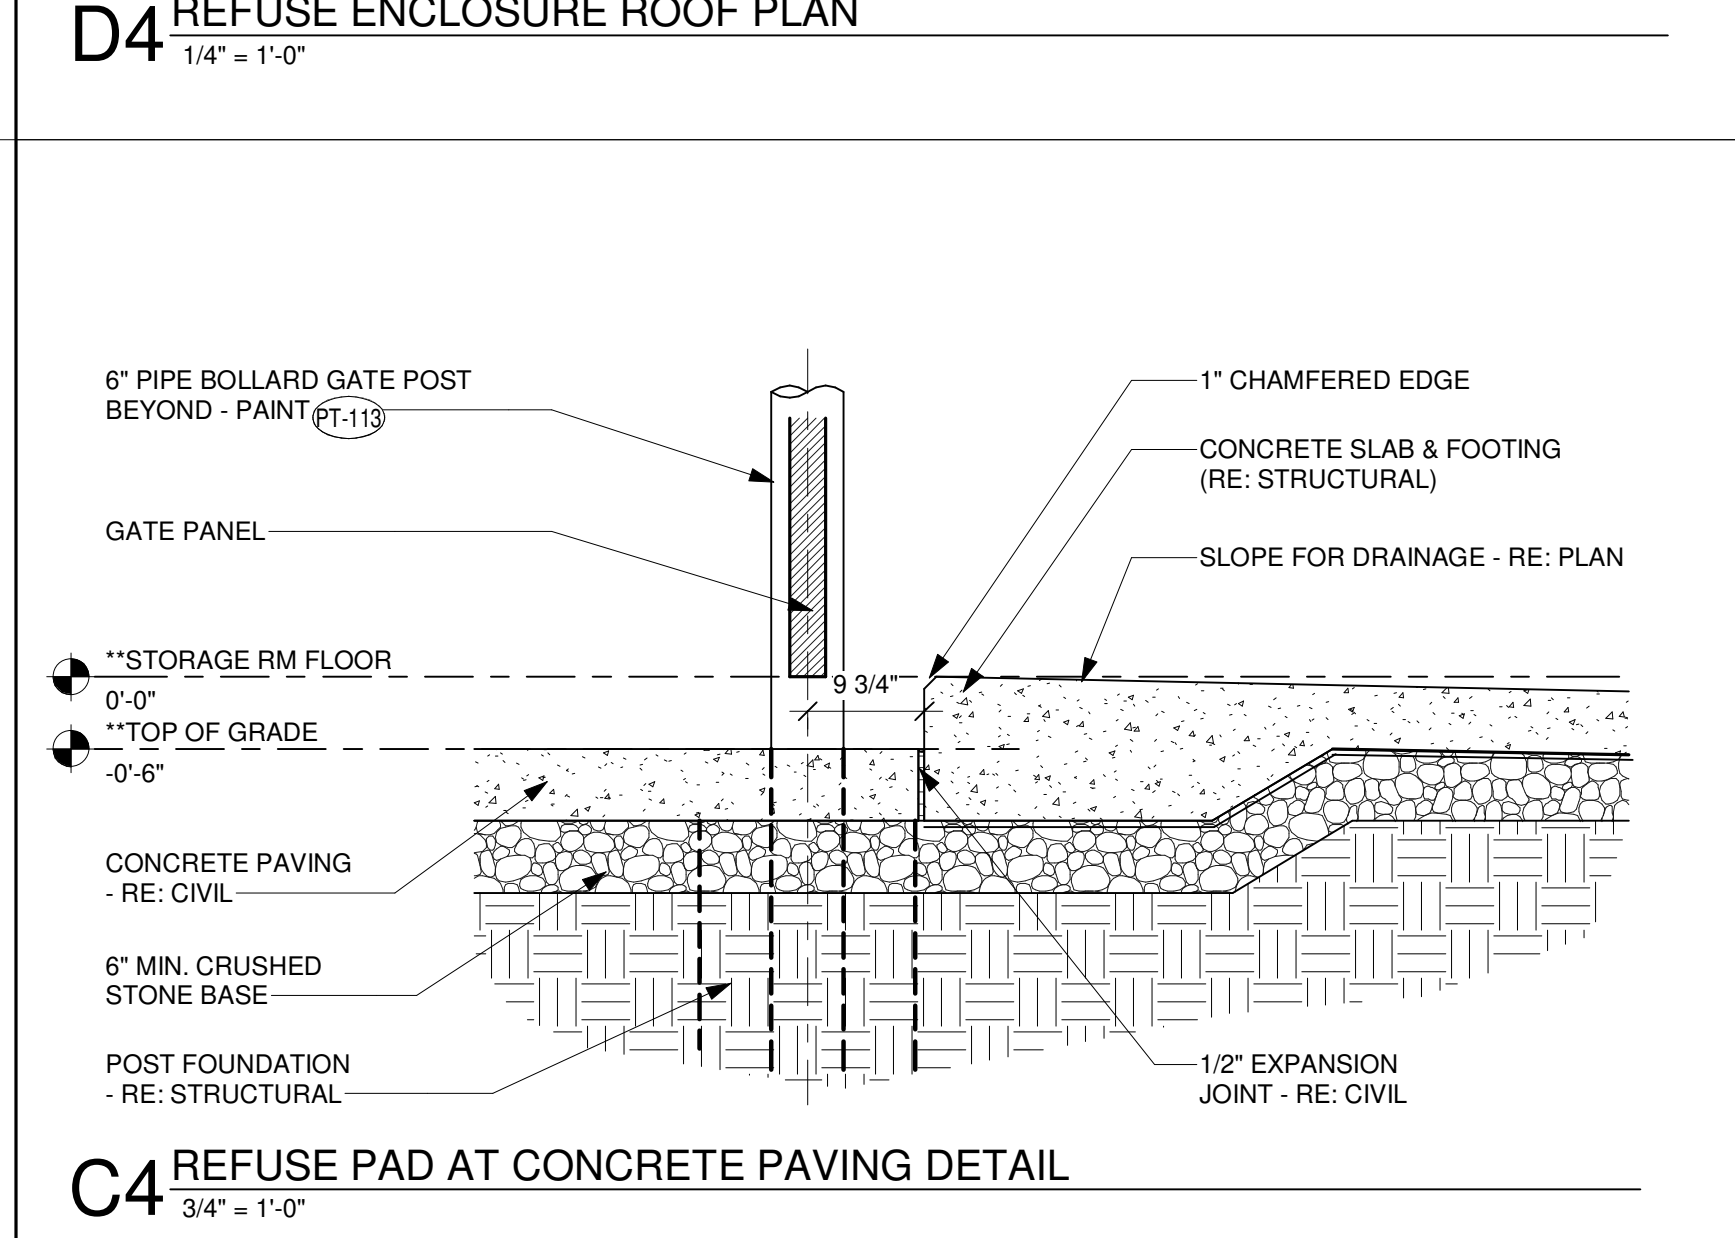 D4 REFUSE ENCLOSURE ROOF PLAN
1/4" = 1'-0"
6" PIPE BOLLARD GATE POST
BEYOND - PAINT PT-113
GATE PANEL
**STORAGE RM FLOOR
0'-0"
**TOP OF GRADE
-0'-6"
CONCRETE PAVING
- RE: CIVIL
6" MIN. CRUSHED
STONE BASE
POST FOUNDATION
- RE: STRUCTURAL
9 3/4"
1" CHAMFERED EDGE
CONCRETE SLAB & FOOTING
(RE: STRUCTURAL)
SLOPE FOR DRAINAGE - RE: PLAN
1/2" EXPANSION
JOINT - RE: CIVIL
C4 REFUSE PAD AT CONCRETE PAVING DETAIL
3/4" = 1'-0"